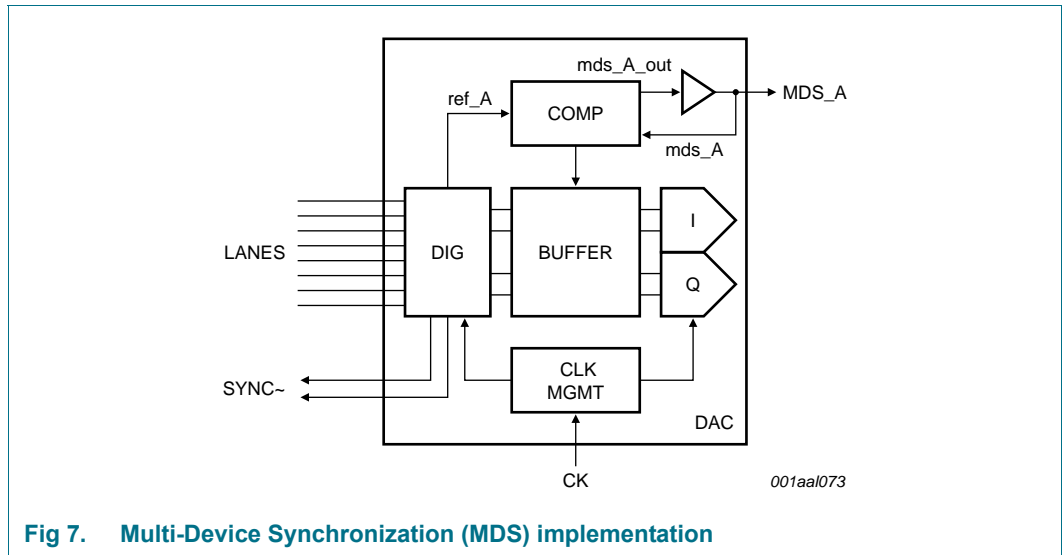 mds_A_out
ref_A
COMP
MDS_A
mds_A
LANES
DIG
BUFFER
I
Q
SYNC~
CLK
MGMT
DAC
CK
001aal073
Fig 7. Multi-Device Synchronization (MDS) implementation